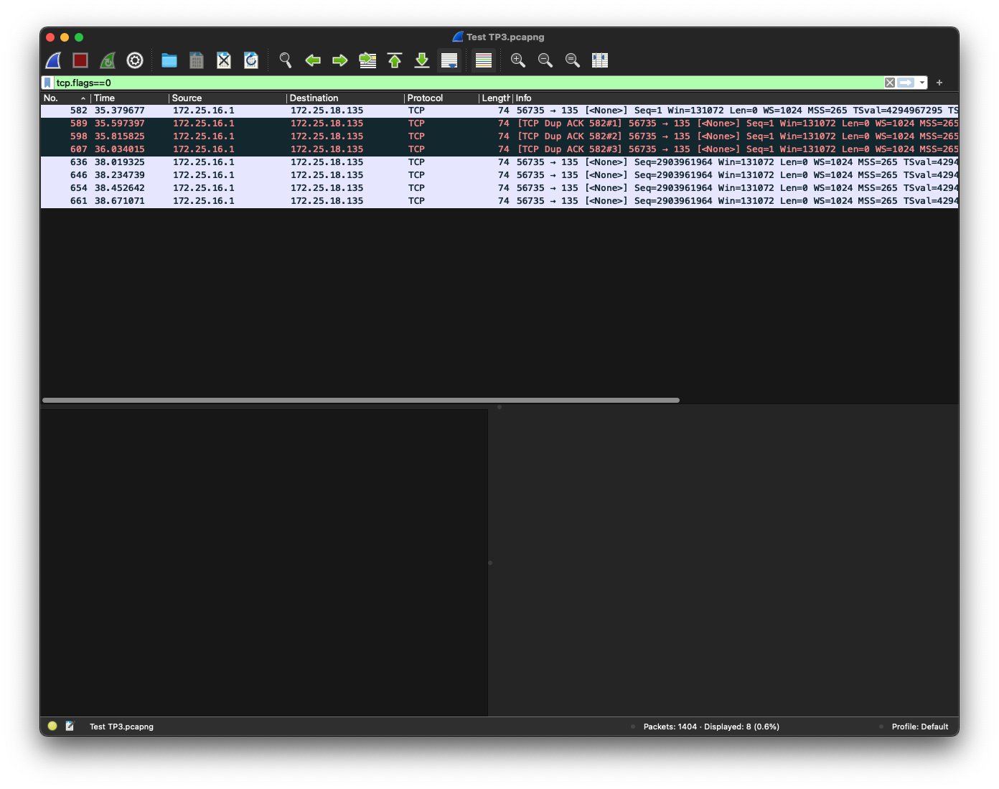 Test TP3.pcapng
tcp.flags==0
No. Time Source Destination Protocol Length Info
582 35.379677 172.25.16.1 172.25.18.135 TCP 74 56735 → 135 [<None>] Seq=1 Win=131072 Len=0 WS=1024 MSS=265 TSval=4294967295 TS
589 35.597397 172.25.16.1 172.25.18.135 TCP 74 [TCP Dup ACK 582#1] 56735 → 135 [<None>] Seq=1 Win=131072 Len=0 WS=1024 MSS=265
598 35.815825 172.25.16.1 172.25.18.135 TCP 74 [TCP Dup ACK 582#2] 56735 → 135 [<None>] Seq=1 Win=131072 Len=0 WS=1024 MSS=265
607 36.034015 172.25.16.1 172.25.18.135 TCP 74 [TCP Dup ACK 582#3] 56735 → 135 [<None>] Seq=1 Win=131072 Len=0 WS=1024 MSS=265
636 38.019325 172.25.16.1 172.25.18.135 TCP 74 56735 → 135 [<None>] Seq=2903961964 Win=131072 Len=0 WS=1024 MSS=265 TSval=4294
646 38.234739 172.25.16.1 172.25.18.135 TCP 74 56735 → 135 [<None>] Seq=2903961964 Win=131072 Len=0 WS=1024 MSS=265 TSval=4294
654 38.452642 172.25.16.1 172.25.18.135 TCP 74 56735 → 135 [<None>] Seq=2903961964 Win=131072 Len=0 WS=1024 MSS=265 TSval=4294
661 38.671071 172.25.16.1 172.25.18.135 TCP 74 56735 → 135 [<None>] Seq=2903961964 Win=131072 Len=0 WS=1024 MSS=265 TSval=4294
Test TP3.pcapng Packets: 1404 · Displayed: 8 (0.6%) Profile: Default